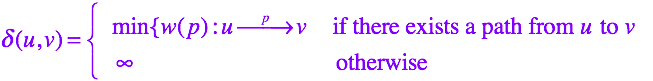 δ(u,v) = { min{w(p) : u —p→ v if there exists a path from u to v
∞ otherwise